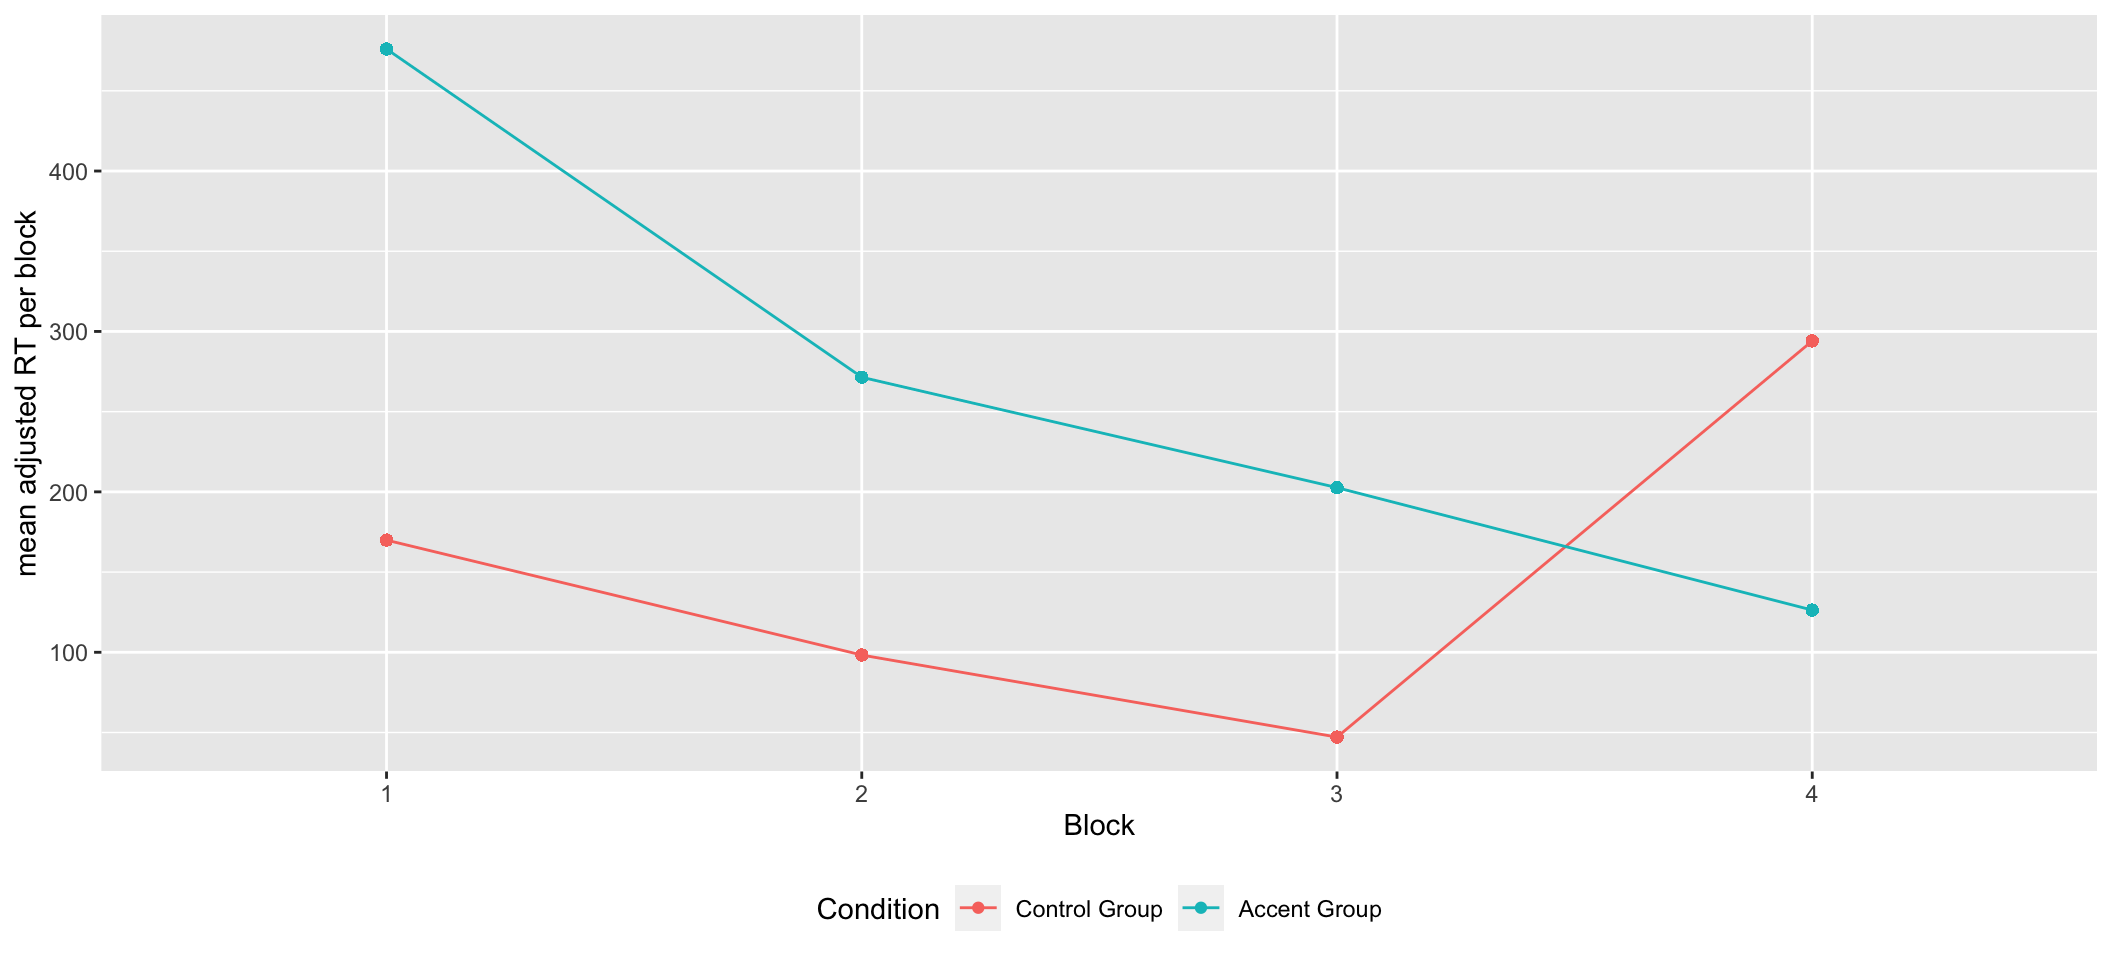 mean adjusted RT per block
400
300
200
100
1 2 3 4
Block
Condition Control Group Accent Group